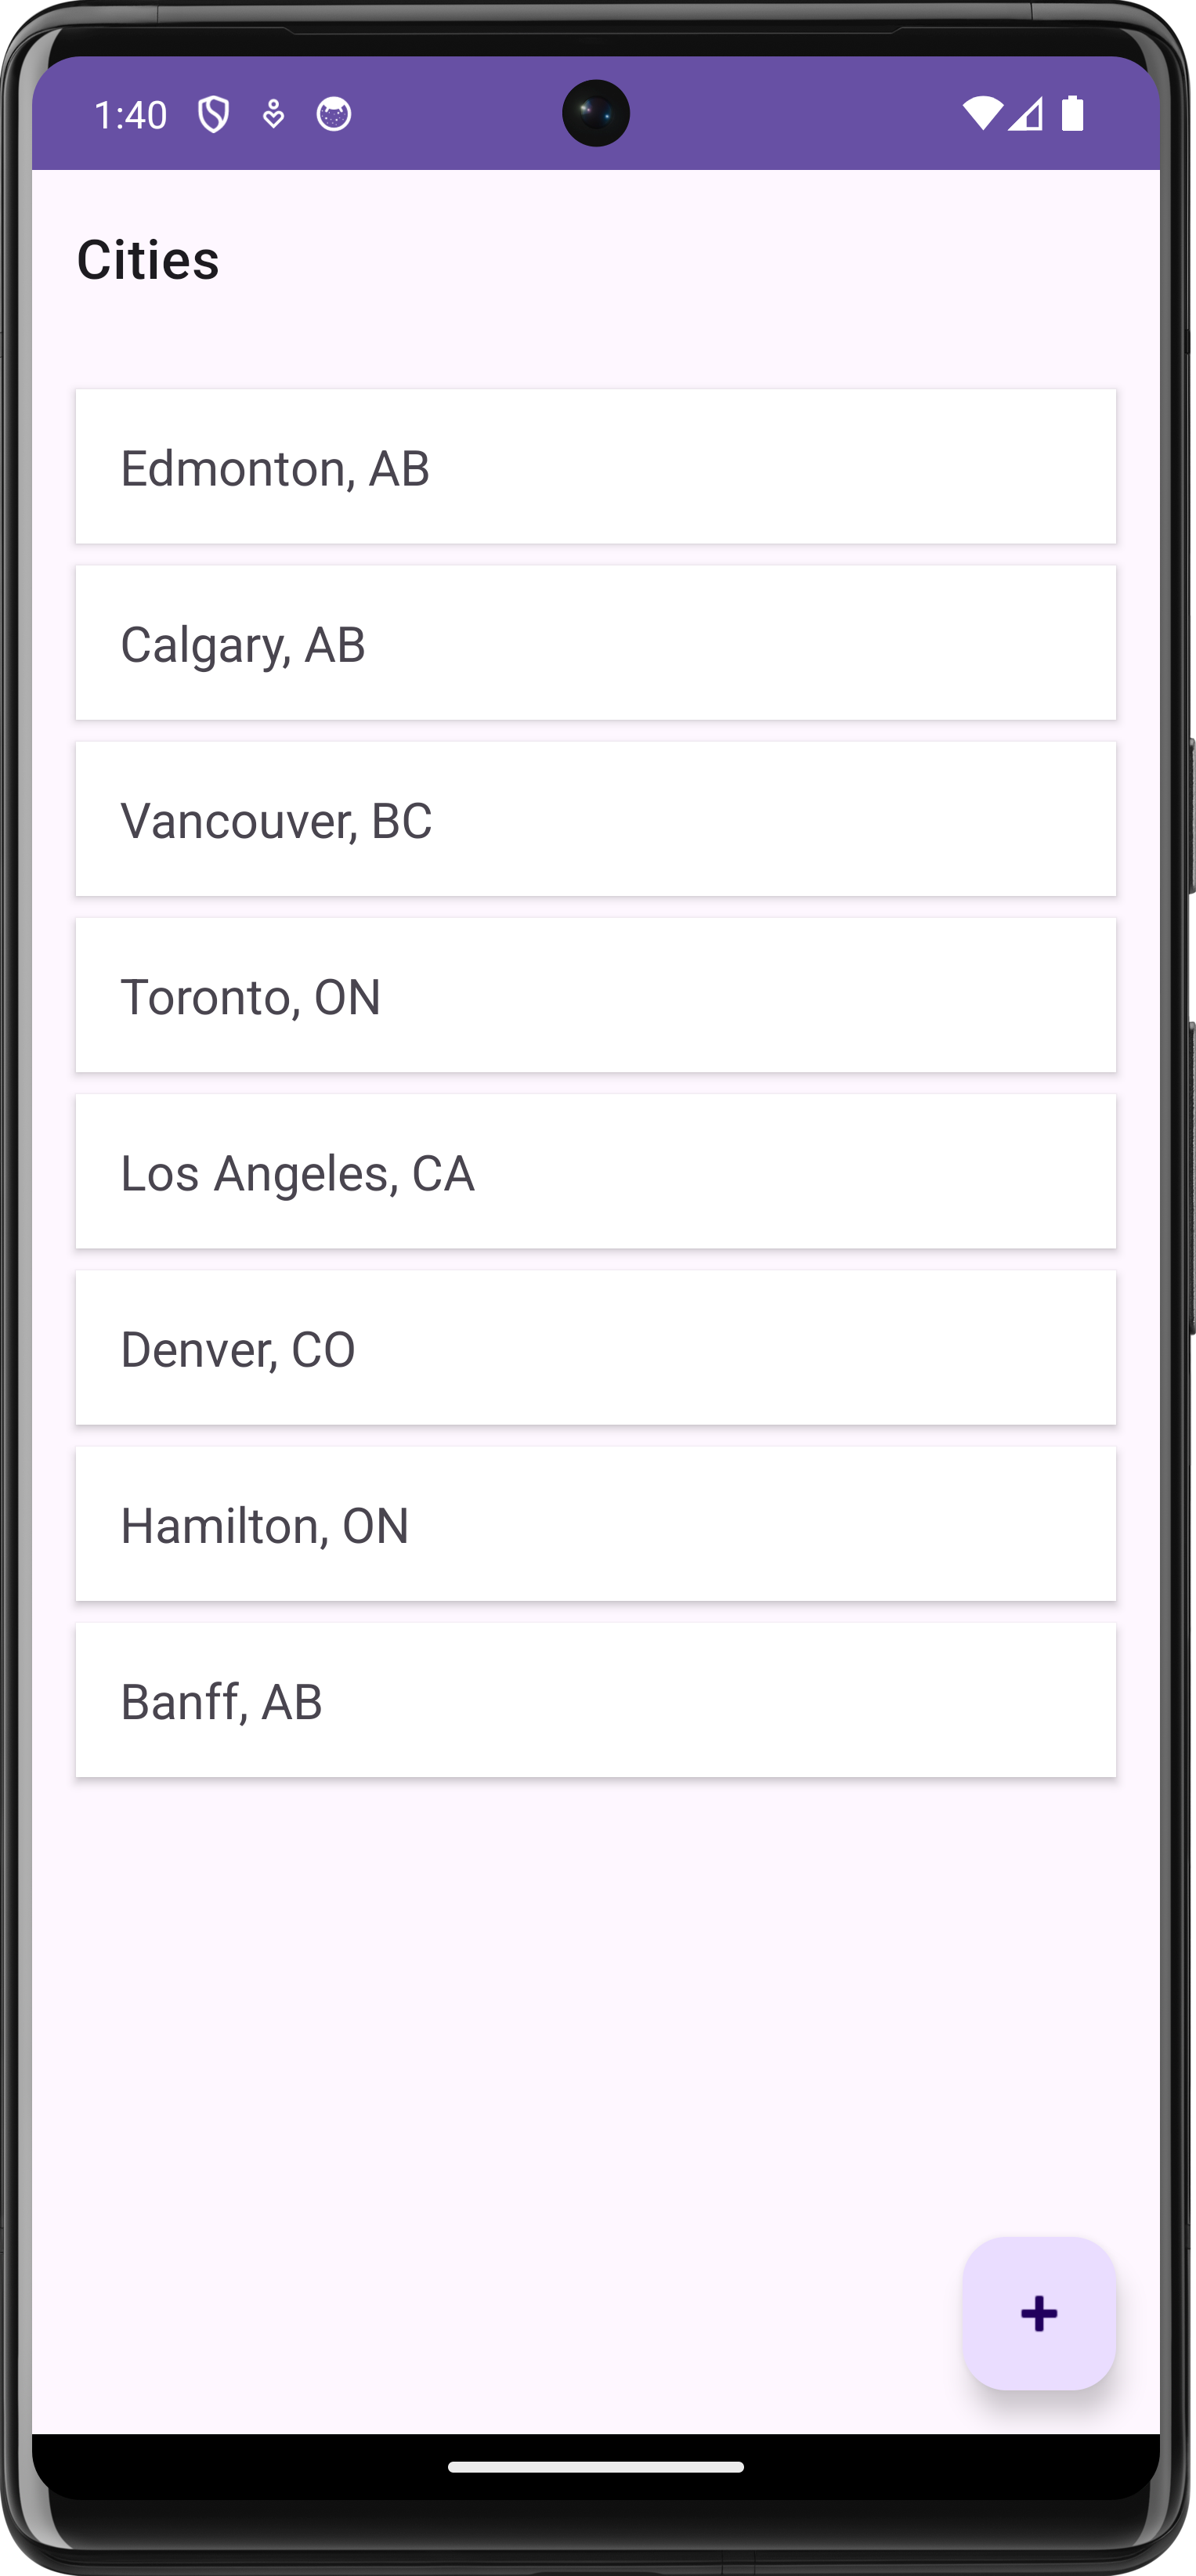 1:40
Cities
Edmonton, AB
Calgary, AB
Vancouver, BC
Toronto, ON
Los Angeles, CA
Denver, CO
Hamilton, ON
Banff, AB
+